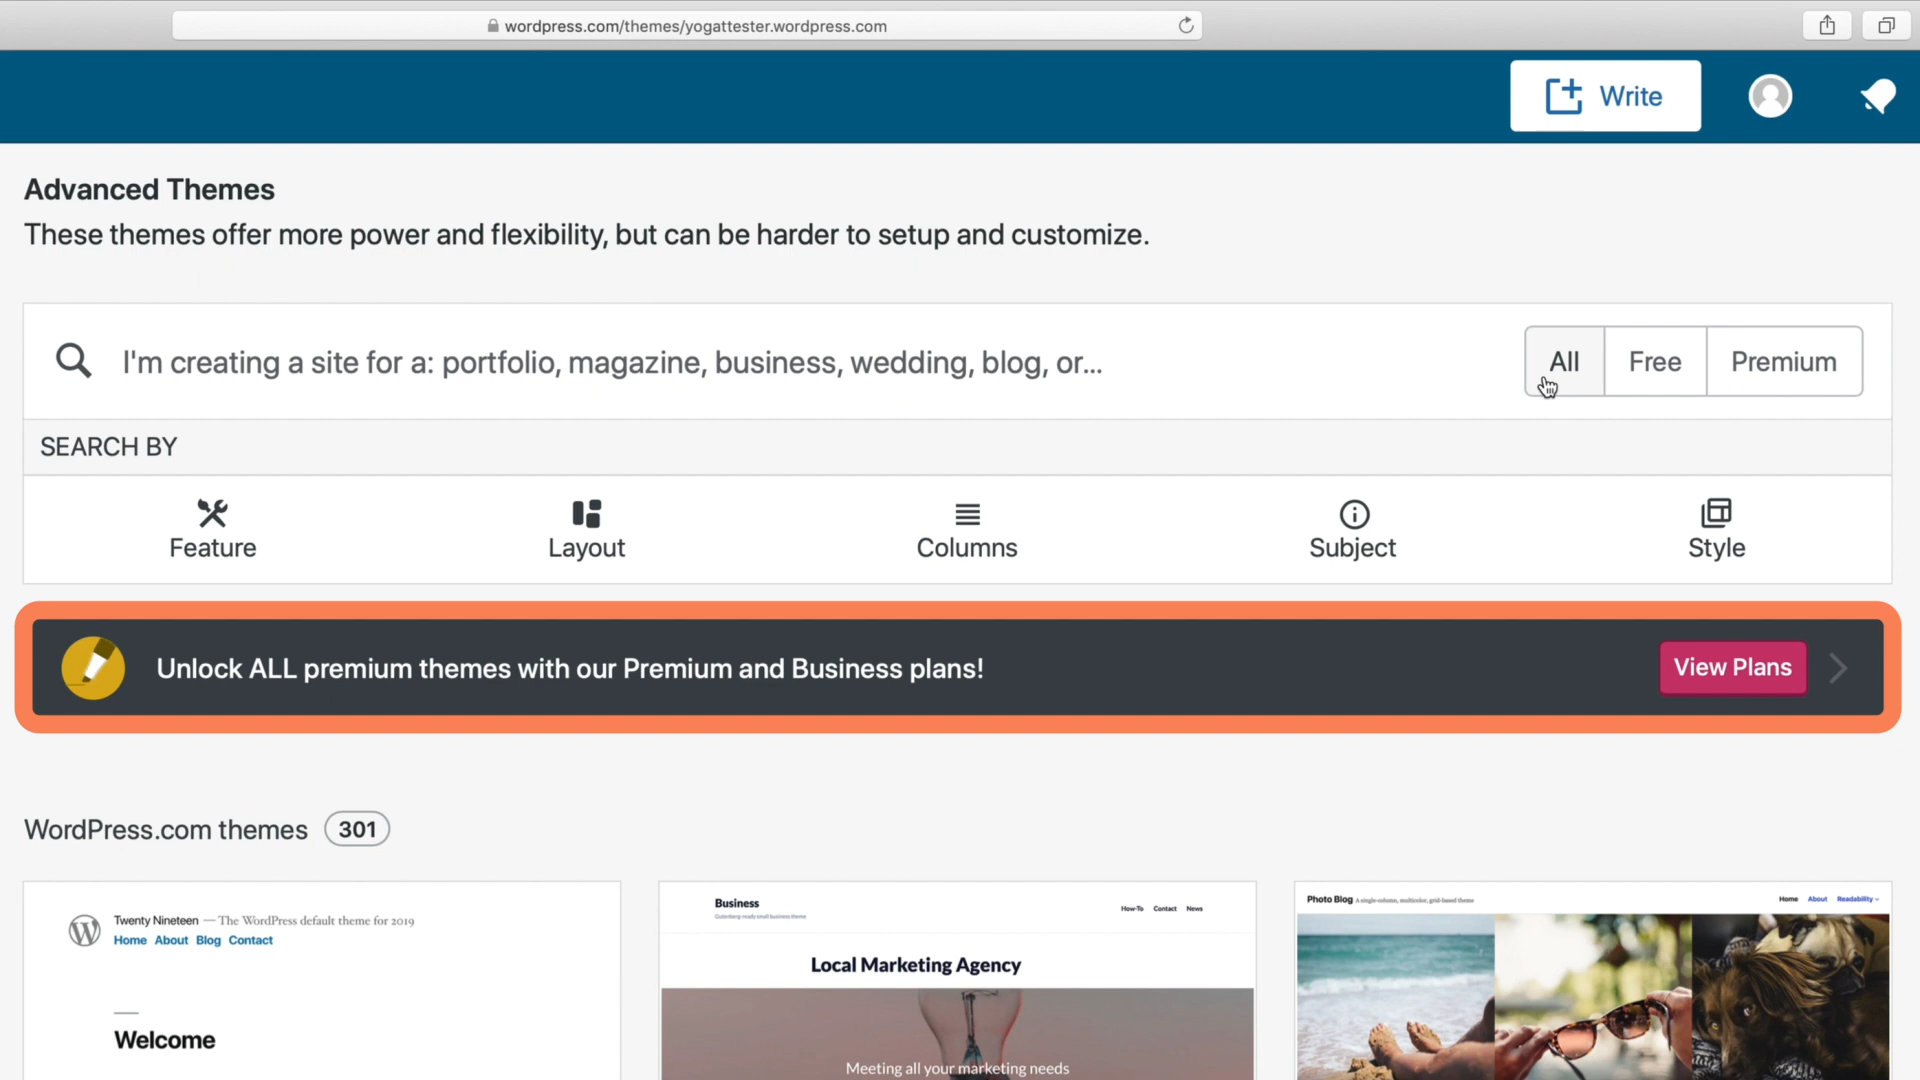 wordpress.com/themes/yogattester.wordpress.com
Write
Advanced Themes
These themes offer more power and flexibility, but can be harder to setup and customize.
I'm creating a site for a: portfolio, magazine, business, wedding, blog, or...
All Free Premium
SEARCH BY
Feature Layout Columns Subject Style
Unlock ALL premium themes with our Premium and Business plans!
View Plans
WordPress.com themes 301
Twenty Nineteen — The WordPress default theme for 2019
Home About Blog Contact
Welcome
Business
Gutenberg-ready small business theme
How-To Contact News
Local Marketing Agency
Meeting all your marketing needs
Photo Blog A single-column, multicolor, grid-based theme
Home About Readability